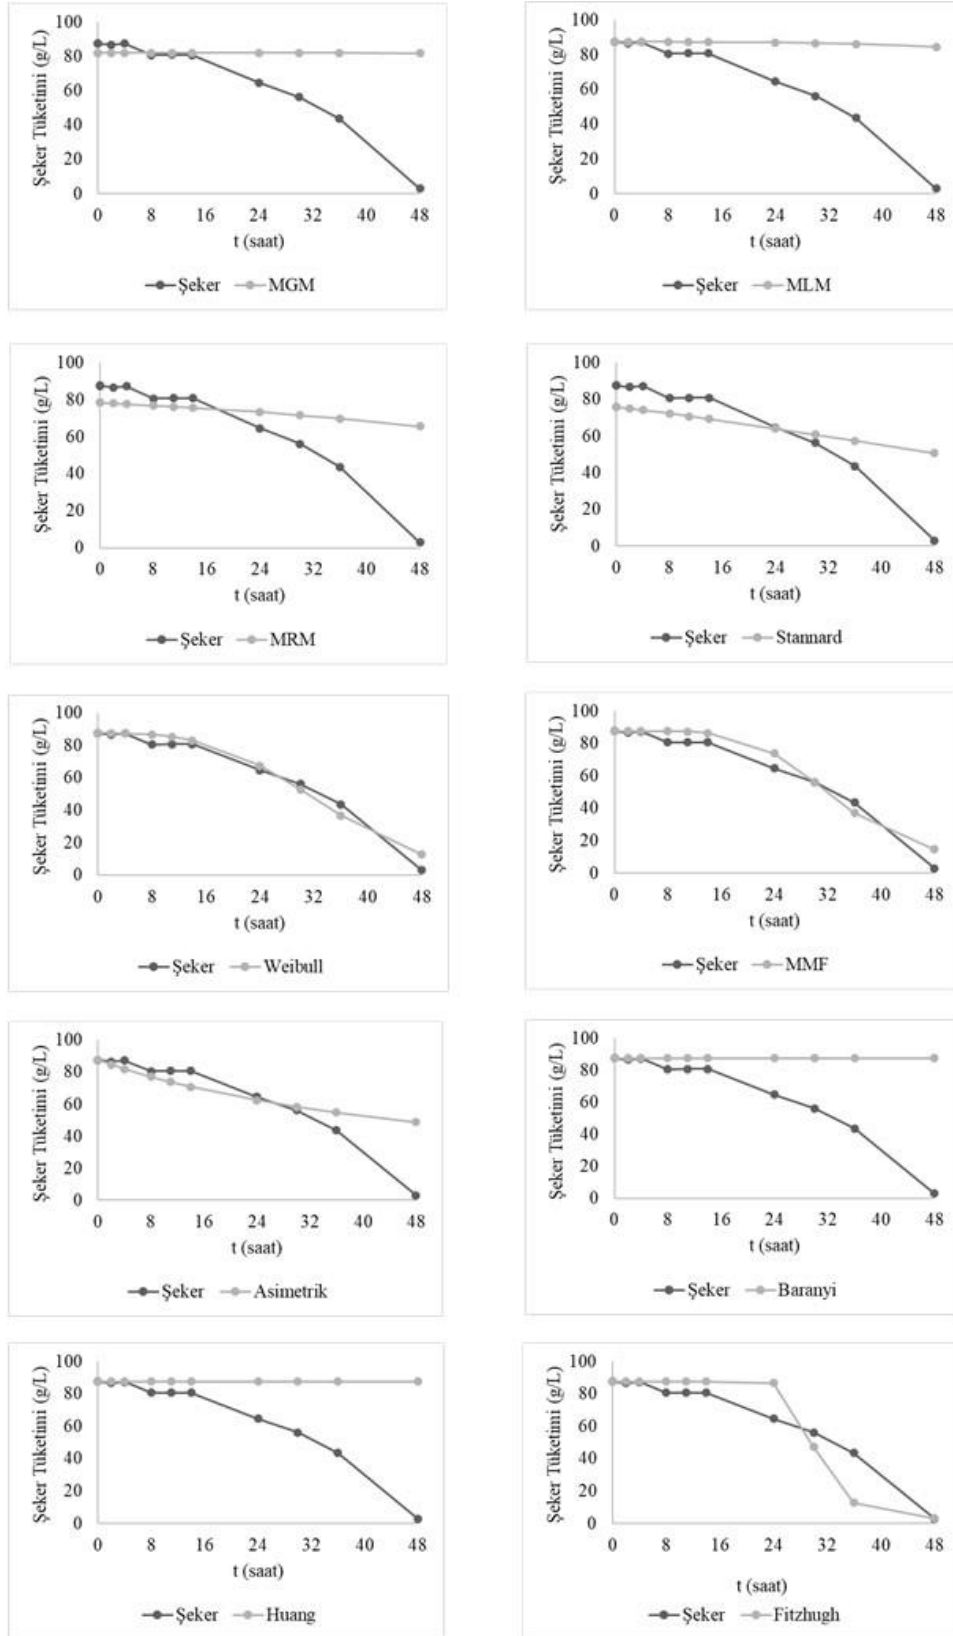 Şeker Tüketimi (g/L)
100
80
60
40
20
0
0 8 16 24 32 40 48
t (saat)
Şeker MGM
Şeker Tüketimi (g/L)
100
80
60
40
20
0
0 8 16 24 32 40 48
t (saat)
Şeker MLM
Şeker Tüketimi (g/L)
100
80
60
40
20
0
0 8 16 24 32 40 48
t (saat)
Şeker MRM
Şeker Tüketimi (g/L)
100
80
60
40
20
0
0 8 16 24 32 40 48
t (saat)
Şeker Stannard
Şeker Tüketimi (g/L)
100
80
60
40
20
0
0 8 16 24 32 40 48
t (saat)
Şeker Weibull
Şeker Tüketimi (g/L)
100
80
60
40
20
0
0 8 16 24 32 40 48
t (saat)
Şeker MMF
Şeker Tüketimi (g/L)
100
80
60
40
20
0
0 8 16 24 32 40 48
t (saat)
Şeker Asimetrik
Şeker Tüketimi (g/L)
100
80
60
40
20
0
0 8 16 24 32 40 48
t (saat)
Şeker Baranyi
Şeker Tüketimi (g/L)
100
80
60
40
20
0
0 8 16 24 32 40 48
t (saat)
Şeker Huang
Şeker Tüketimi (g/L)
100
80
60
40
20
0
0 8 16 24 32 40 48
t (saat)
Şeker Fitzhugh